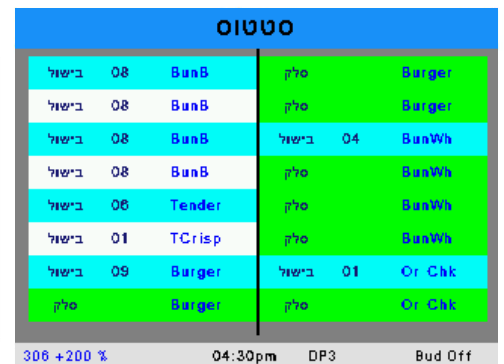 סטטוס
בישול 08 BunB סלק Burger
בישול 08 BunB סלק Burger
בישול 08 BunB בישול 04 BunWh
בישול 08 BunB סלק BunWh
בישול 06 Tender סלק BunWh
בישול 01 TCrisp סלק BunWh
בישול 09 Burger בישול 01 Or Chk
סלק Burger סלק Or Chk
306 +200 % 04:30pm DP3 Bud Off